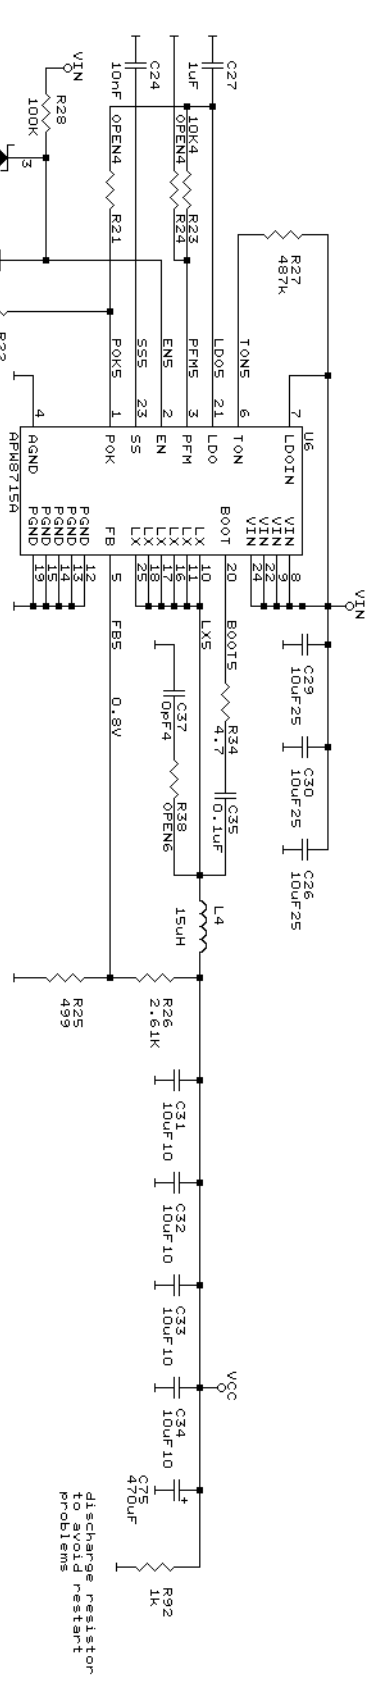 VIN
R28
100K
3
C24
10nF
C27
1uF
OPEN4
R21
OPEN4
R24
10K4
R23
R27
487k
POK5
SS5
EN5
PFM5
LDO5
TON5
4
1
23
2
3
21
6
7
U6
AGND
POK
SS
EN
PFM
LDO
TON
LDOIN
APW8715A
PGND
PGND
PGND
PGND
PGND
FB
LX
LX
LX
LX
LX
LX
BOOT
VIN
VIN
VIN
VIN
19
15
14
13
12
5
25
18
17
16
11
10
20
24
22
9
8
VIN
FB5
0.8V
LX5
BOOT5
C29
10uF25
C30
10uF25
C26
10uF25
R34
4.7
C35
0.1uF
C37
0pF4
R38
OPEN6
L4
15uH
R25
499
R26
2.61K
C31
10uF10
C32
10uF10
C33
10uF10
C34
10uF10
VCC
C75
470uF
+
R92
1k
discharge resistor
to avoid restart
problems